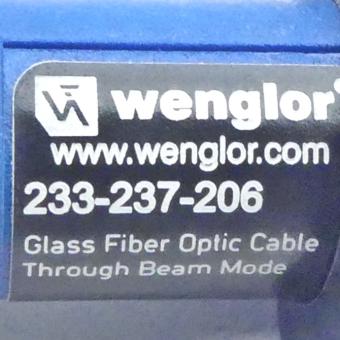 wenglor
www.wenglor.com
233-237-206
Glass Fiber Optic Cable
Through Beam Mode